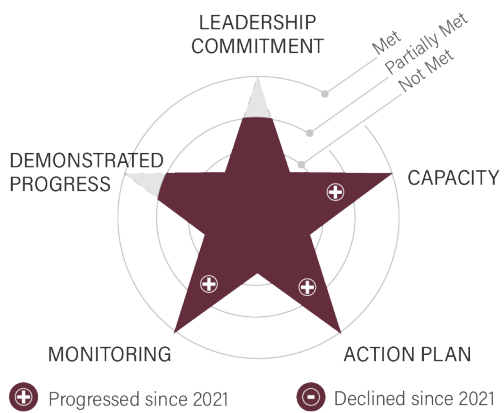 LEADERSHIP
COMMITMENT
Met
Partially Met
Not Met
DEMONSTRATED
PROGRESS
CAPACITY
MONITORING
ACTION PLAN
Progressed since 2021
Declined since 2021